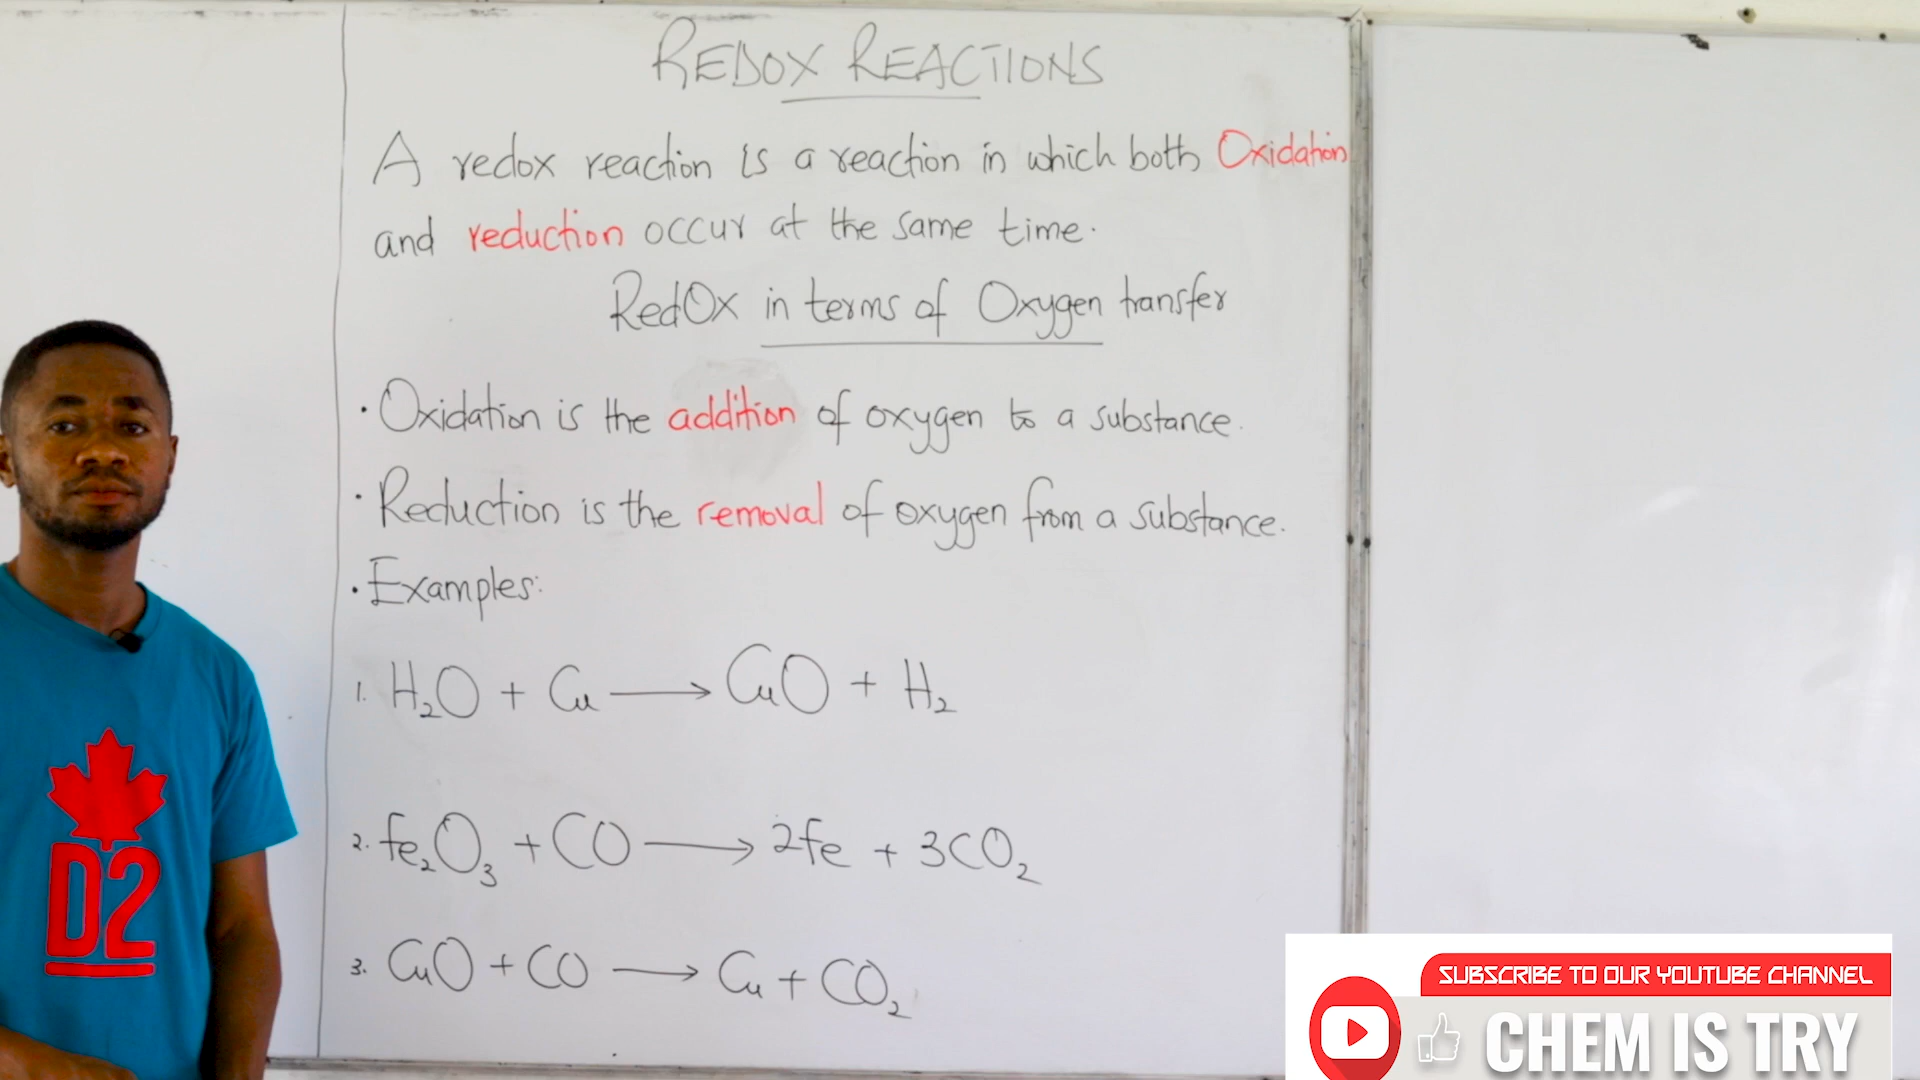 REDOX REACTIONS
A redox reaction is a reaction in which both Oxidation
and reduction occur at the same time.
RedOx in terms of Oxygen transfer
• Oxidation is the addition of oxygen to a substance.
• Reduction is the removal of oxygen from a substance.
• Examples:
1. H₂O + Cu ⟶ CuO + H₂
2. Fe₂O₃ + CO ⟶ 2Fe + 3CO₂
3. CuO + CO ⟶ Cu + CO₂
D2
SUBSCRIBE TO OUR YOUTUBE CHANNEL
CHEM IS TRY